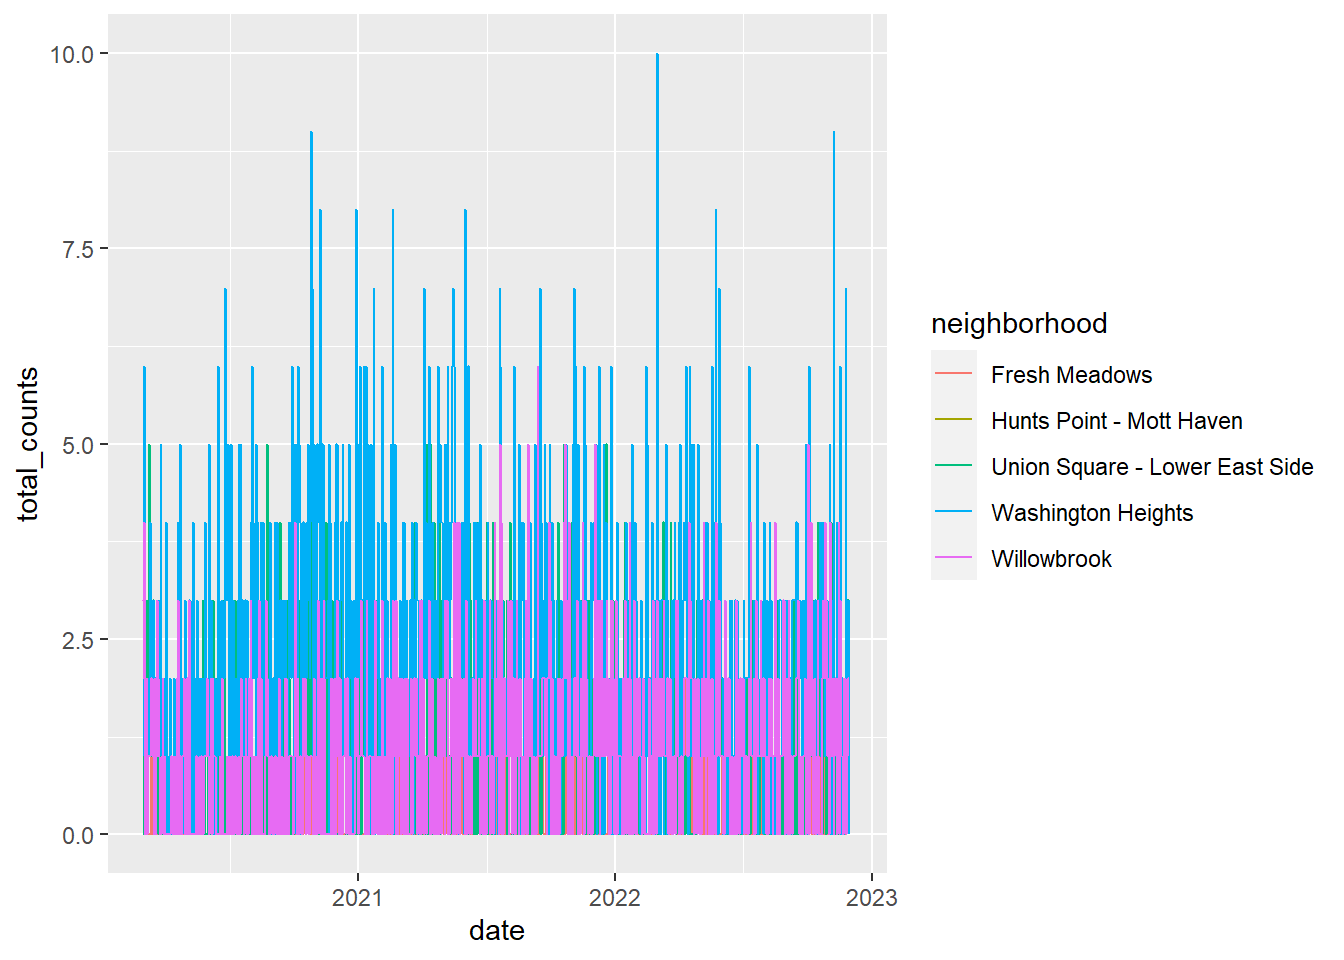 total_counts
10.0
7.5
5.0
2.5
0.0
2021
2022
2023
date
neighborhood
Fresh Meadows
Hunts Point - Mott Haven
Union Square - Lower East Side
Washington Heights
Willowbrook